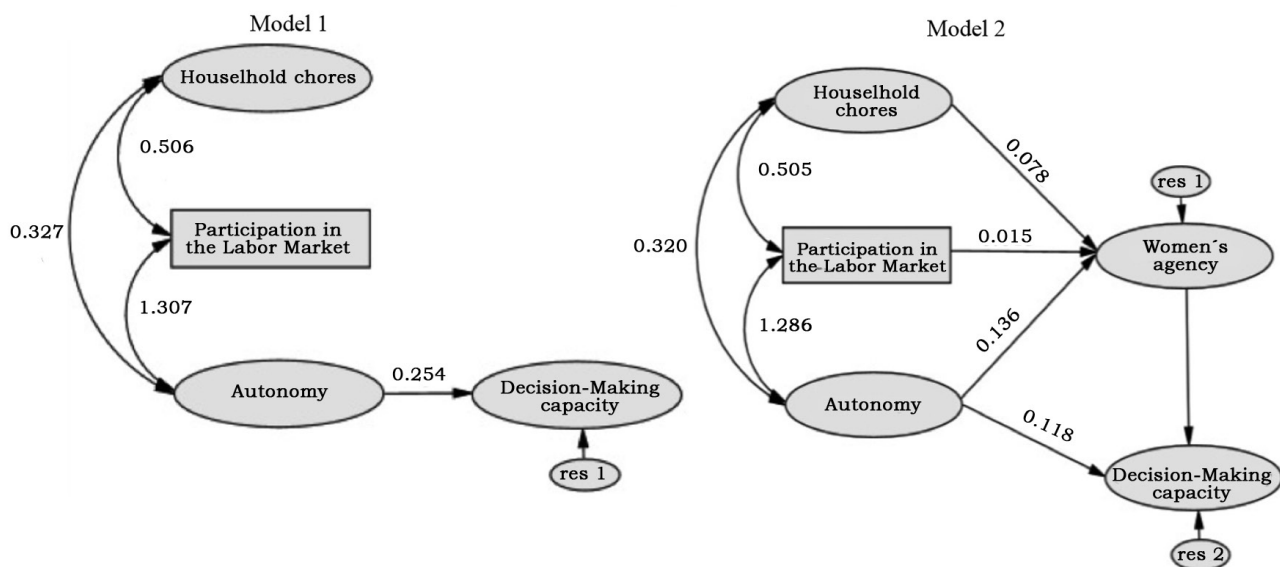 Model 1
Houselhold chores
0.506
Participation in
the Labor Market
0.327
1.307
Autonomy
0.254
Decision-Making
capacity
res 1
Model 2
Houselhold
chores
0.078
0.505
res 1
Participation in
the Labor Market
0.015
Women´s
agency
0.320
1.286
0.136
Autonomy
0.118
Decision-Making
capacity
res 2